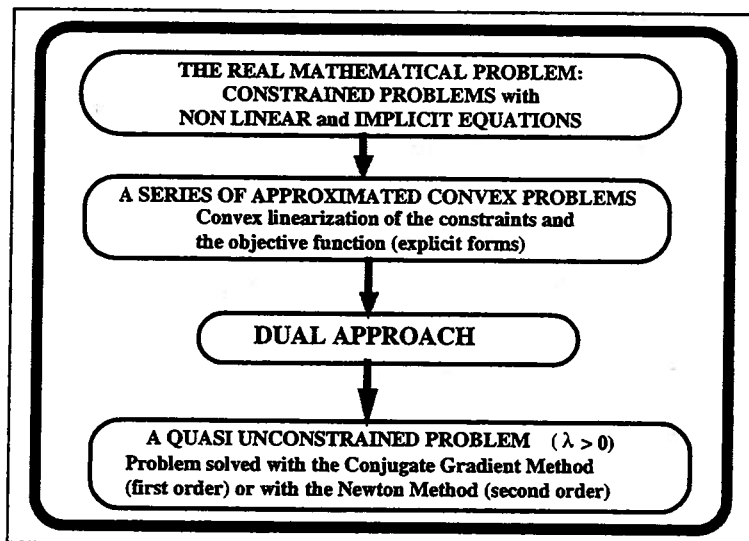 THE REAL MATHEMATICAL PROBLEM:
CONSTRAINED PROBLEMS with
NON LINEAR and IMPLICIT EQUATIONS
A SERIES OF APPROXIMATED CONVEX PROBLEMS
Convex linearization of the constraints and
the objective function (explicit forms)
DUAL APPROACH
A QUASI UNCONSTRAINED PROBLEM (λ > 0)
Problem solved with the Conjugate Gradient Method
(first order) or with the Newton Method (second order)